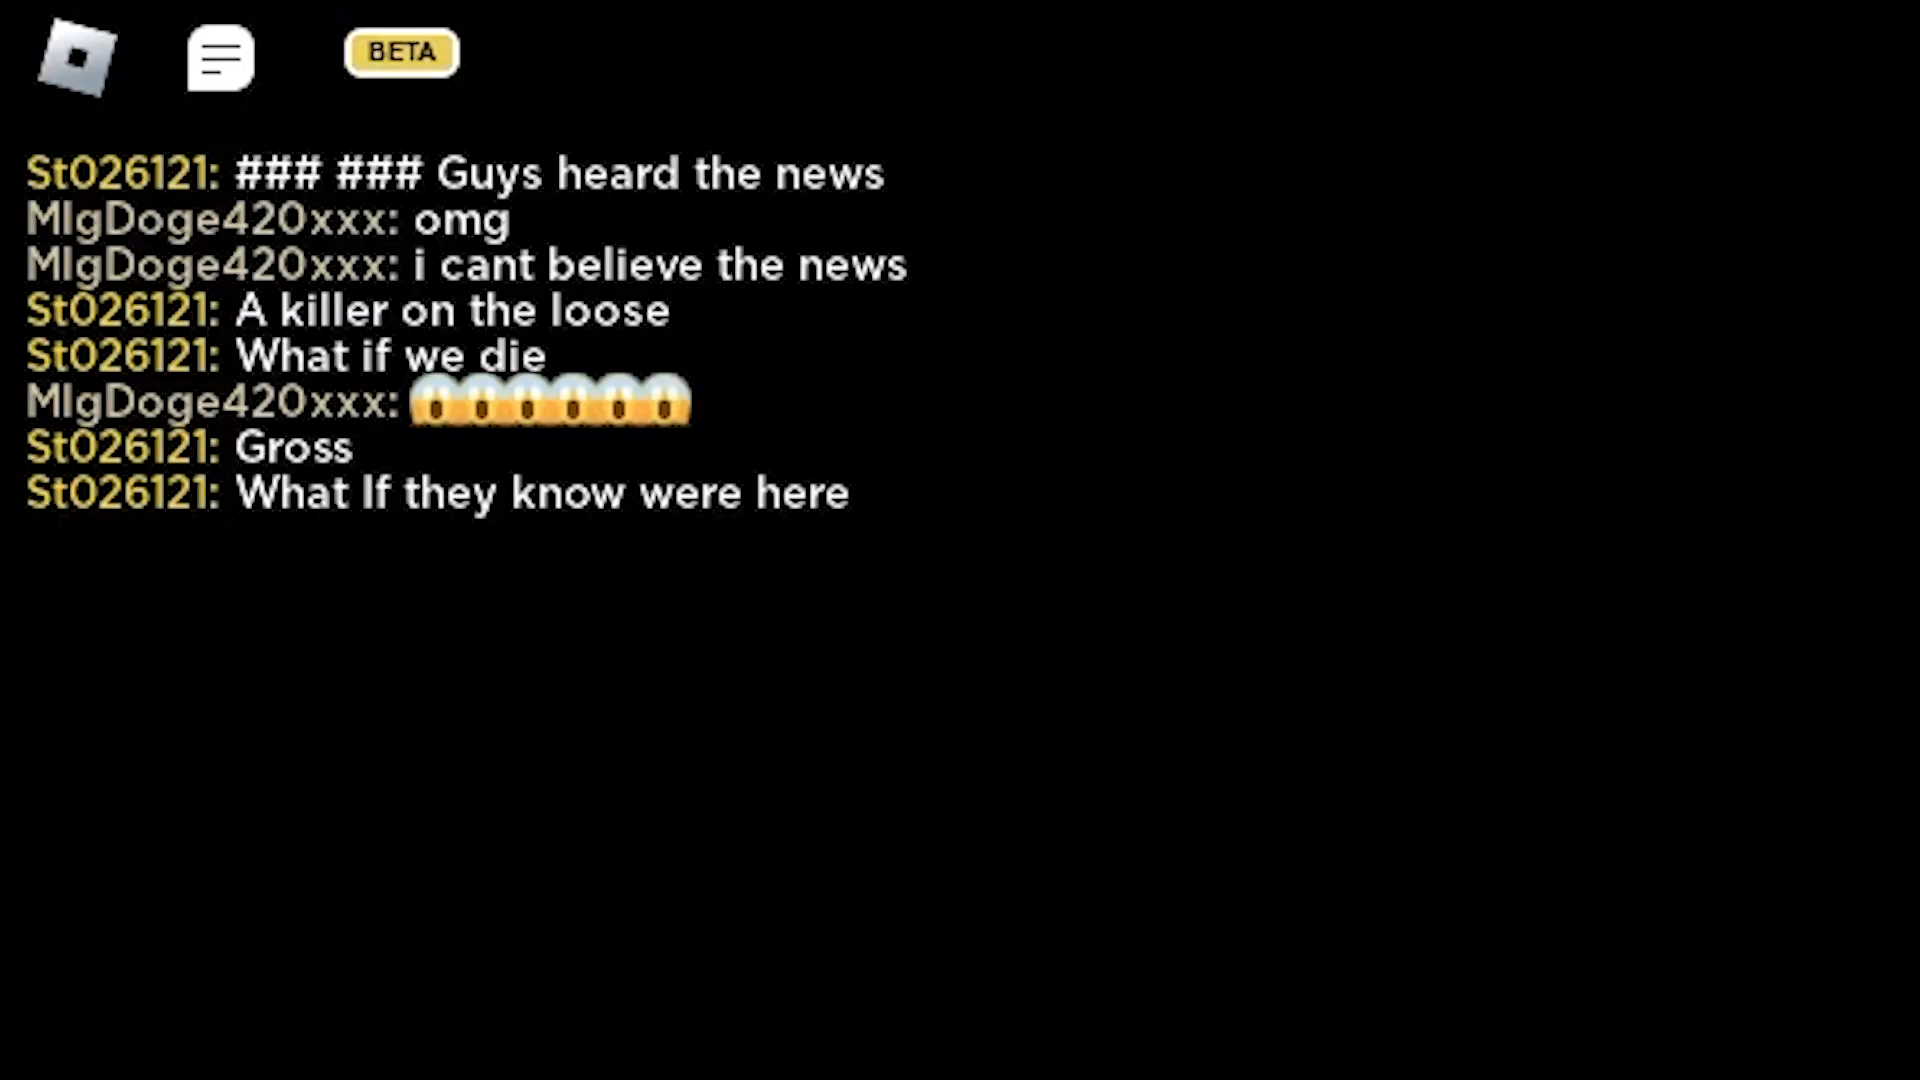 BETA
St026121: ### ### Guys heard the news
MlgDoge420xxx: omg
MlgDoge420xxx: i cant believe the news
St026121: A killer on the loose
St026121: What if we die
MlgDoge420xxx: 😱😱😱😱😱😱
St026121: Gross
St026121: What If they know were here